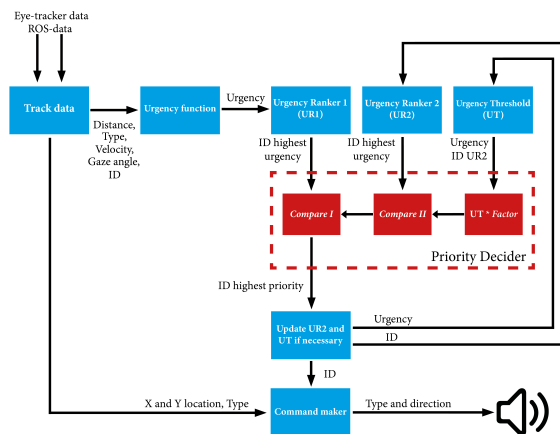 Eye-tracker data
ROS-data
Track data
Distance,
Type,
Velocity,
Gaze angle,
ID
Urgency function
Urgency
Urgency Ranker 1
(UR1)
Urgency Ranker 2
(UR2)
Urgency Threshold
(UT)
ID highest
urgency
ID highest
urgency
Urgency
ID UR2
Compare I
Compare II
UT * Factor
Priority Decider
ID highest priority
Update UR2 and
UT if necessary
Urgency
ID
ID
X and Y location, Type
Command maker
Type and direction